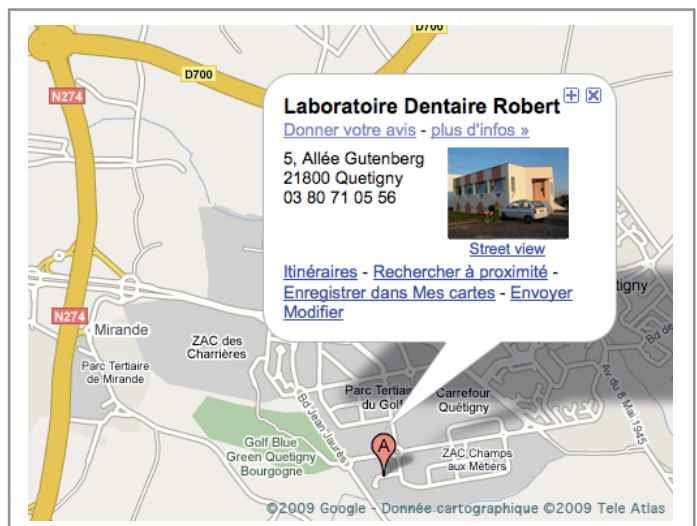 D700
D700
N274
Laboratoire Dentaire Robert
Donner votre avis - plus d'infos »
5, Allée Gutenberg
21800 Quetigny
03 80 71 05 56
Street view
Itinéraires - Rechercher à proximité -
Enregistrer dans Mes cartes - Envoyer
Modifier
tigny
N274
Mirande
ZAC des
Charrières
Bd de
Parc Tertiaire
de Mirande
Parc Tertiai
du Golf
Carrefour
Quétigny
Av du 8 Mai 1945
Bd Jean Jaurès
Golf Blue
Green Quetigny
Bourgogne
A
ZAC Champs
aux Métiers
©2009 Google - Donnée cartographique ©2009 Tele Atlas